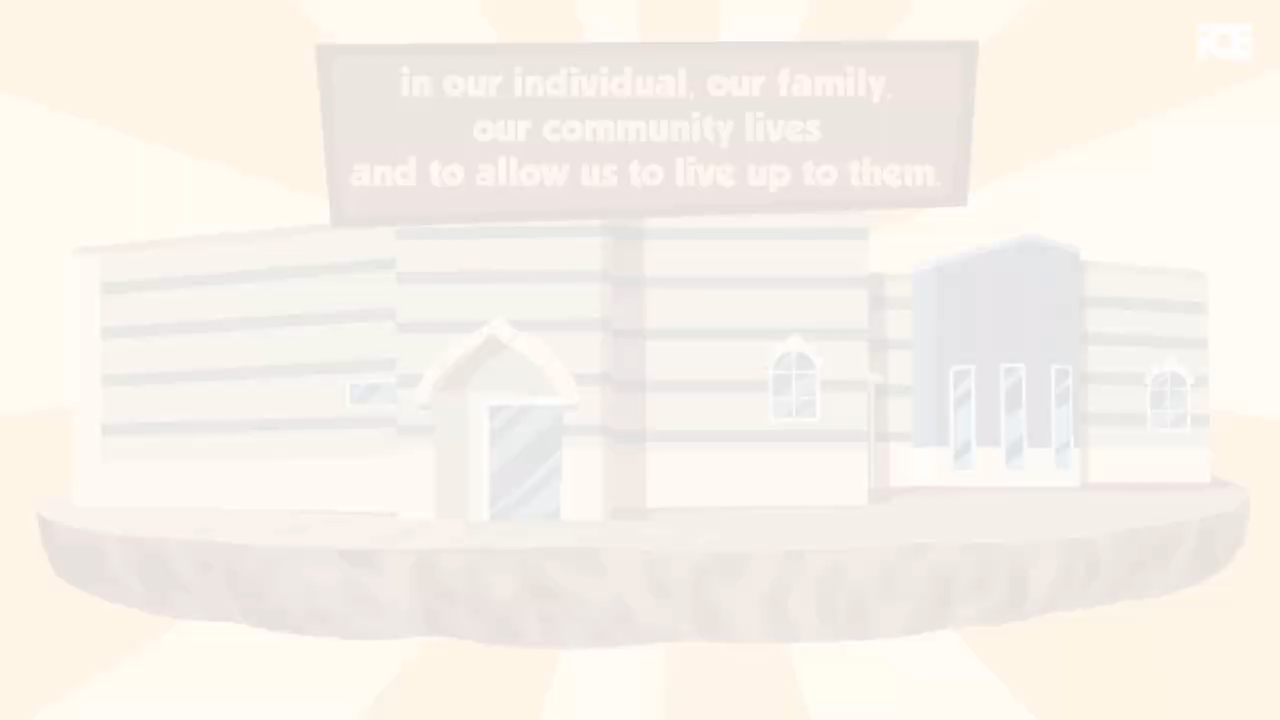 in our individual, our family,
our community lives
and to allow us to live up to them.